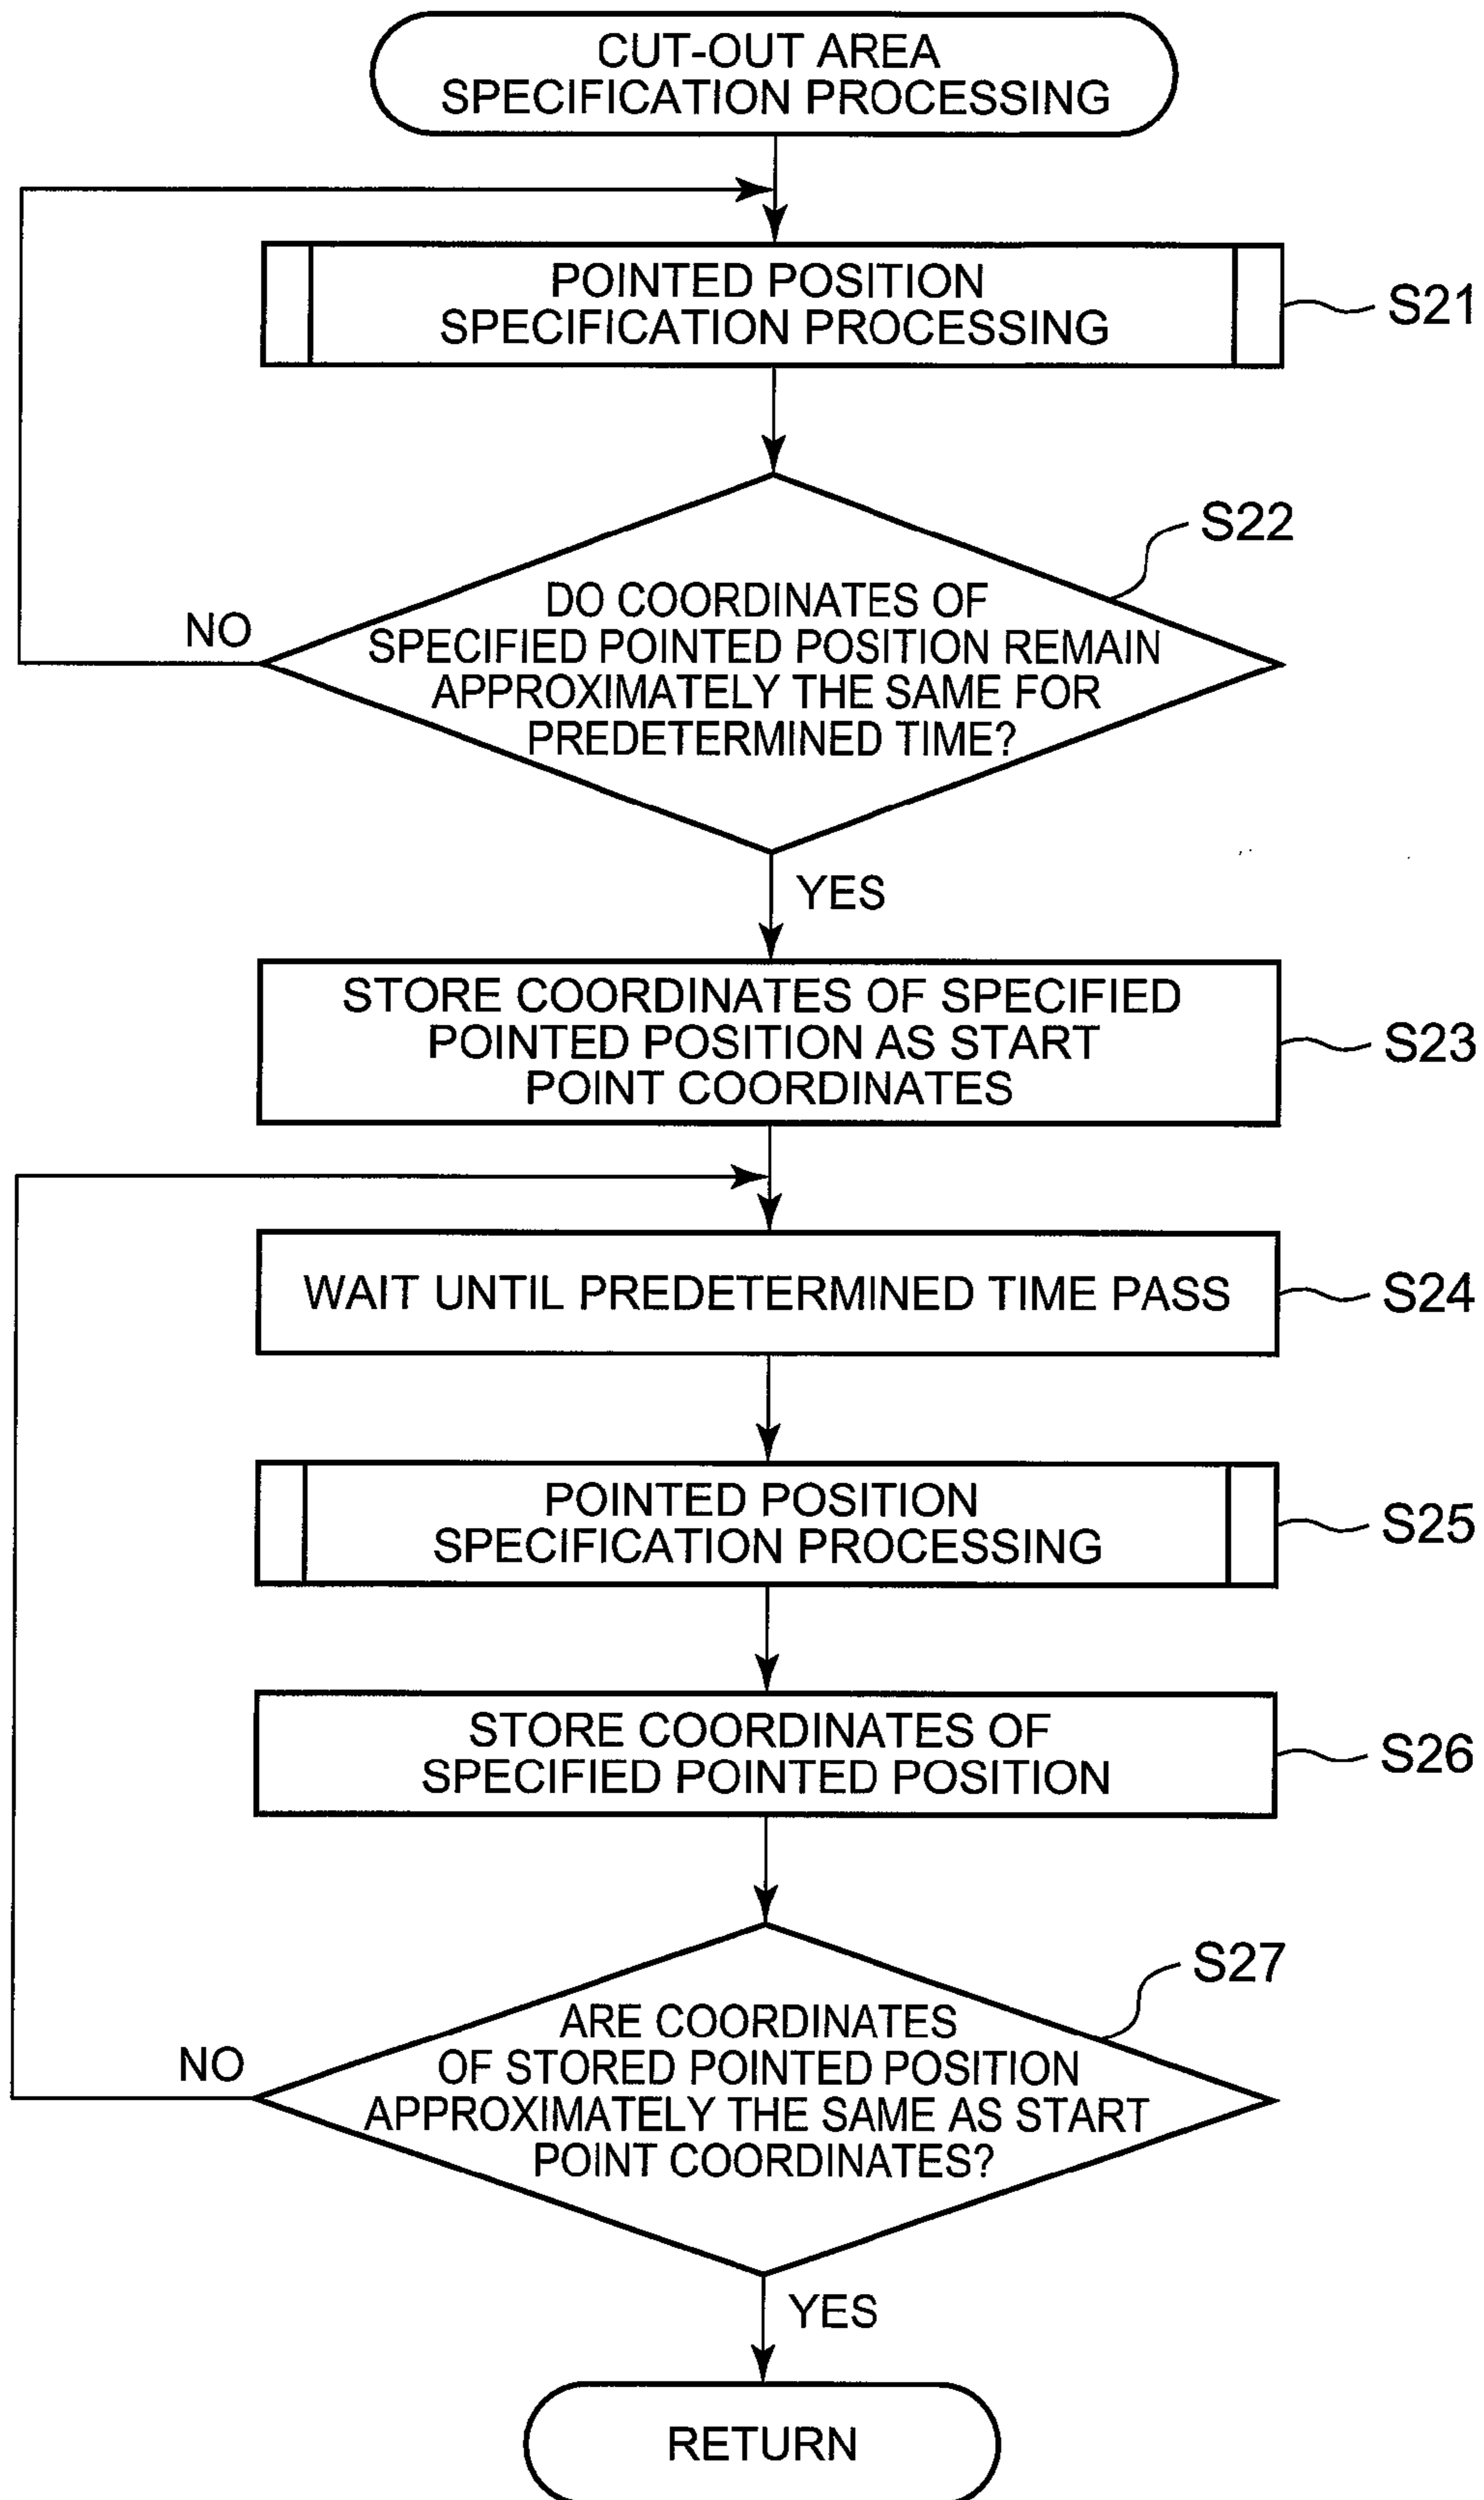 CUT-OUT AREA
SPECIFICATION PROCESSING
POINTED POSITION
SPECIFICATION PROCESSING
S21
S22
DO COORDINATES OF
SPECIFIED POINTED POSITION REMAIN
APPROXIMATELY THE SAME FOR
PREDETERMINED TIME?
NO
YES
STORE COORDINATES OF SPECIFIED
POINTED POSITION AS START
POINT COORDINATES
S23
WAIT UNTIL PREDETERMINED TIME PASS
S24
POINTED POSITION
SPECIFICATION PROCESSING
S25
STORE COORDINATES OF
SPECIFIED POINTED POSITION
S26
S27
ARE COORDINATES
OF STORED POINTED POSITION
APPROXIMATELY THE SAME AS START
POINT COORDINATES?
NO
YES
RETURN